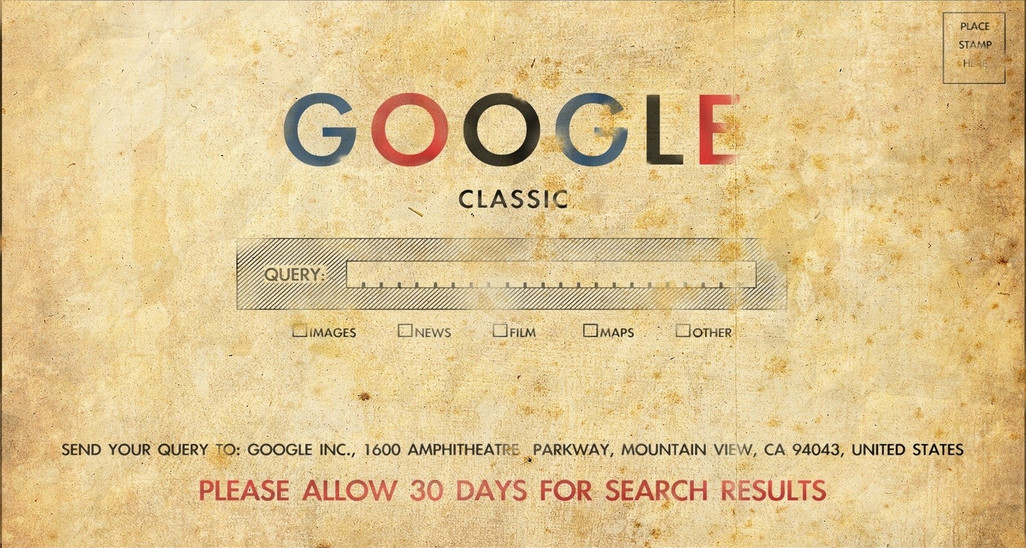 PLACE
STAMP
HERE
GOOGLE
CLASSIC
QUERY:
IMAGES NEWS FILM MAPS OTHER
SEND YOUR QUERY TO: GOOGLE INC., 1600 AMPHITHEATRE PARKWAY, MOUNTAIN VIEW, CA 94043, UNITED STATES
PLEASE ALLOW 30 DAYS FOR SEARCH RESULTS